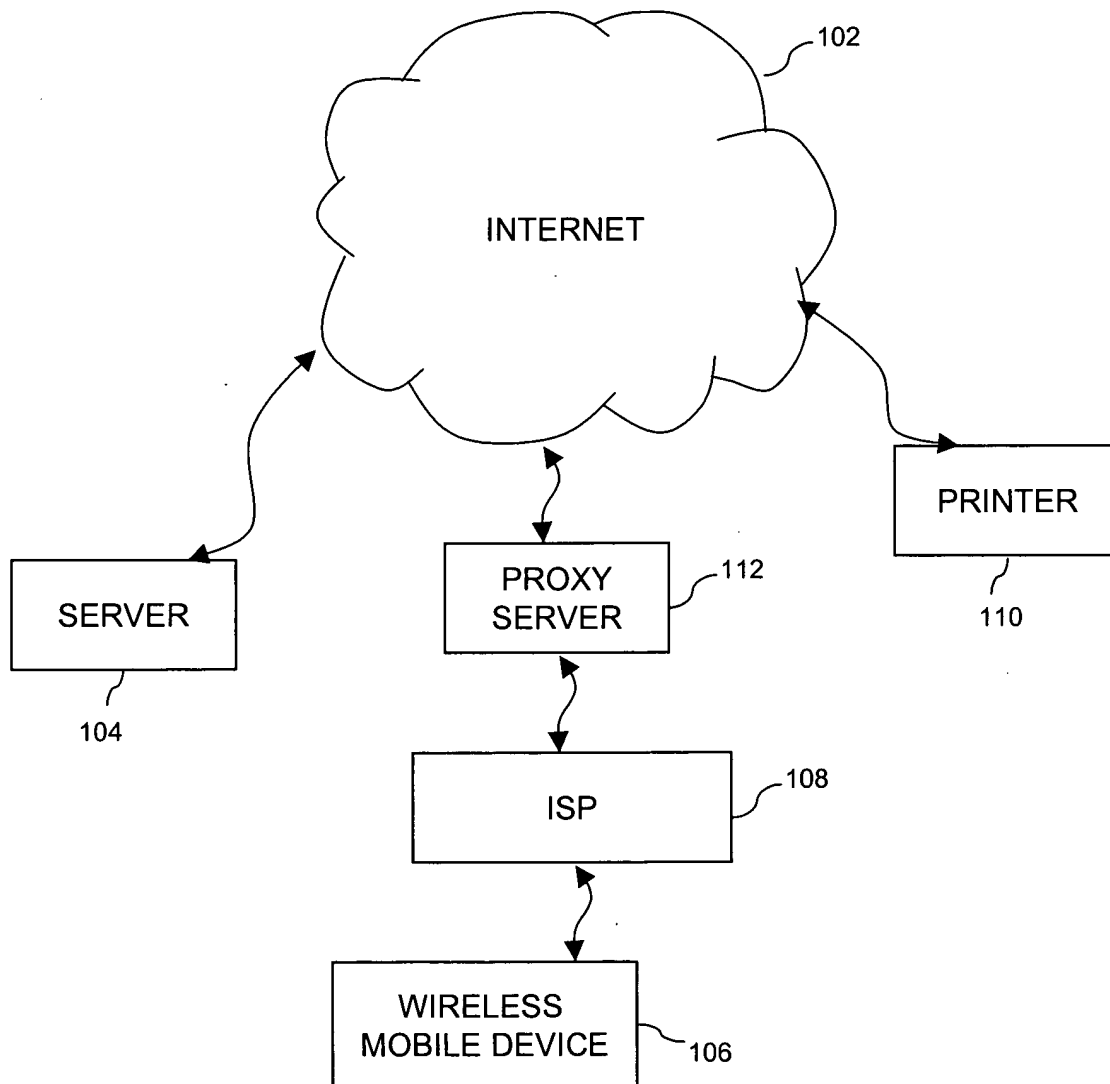 102
INTERNET
PRINTER
110
PROXY
SERVER
112
SERVER
104
ISP
108
WIRELESS
MOBILE DEVICE
106